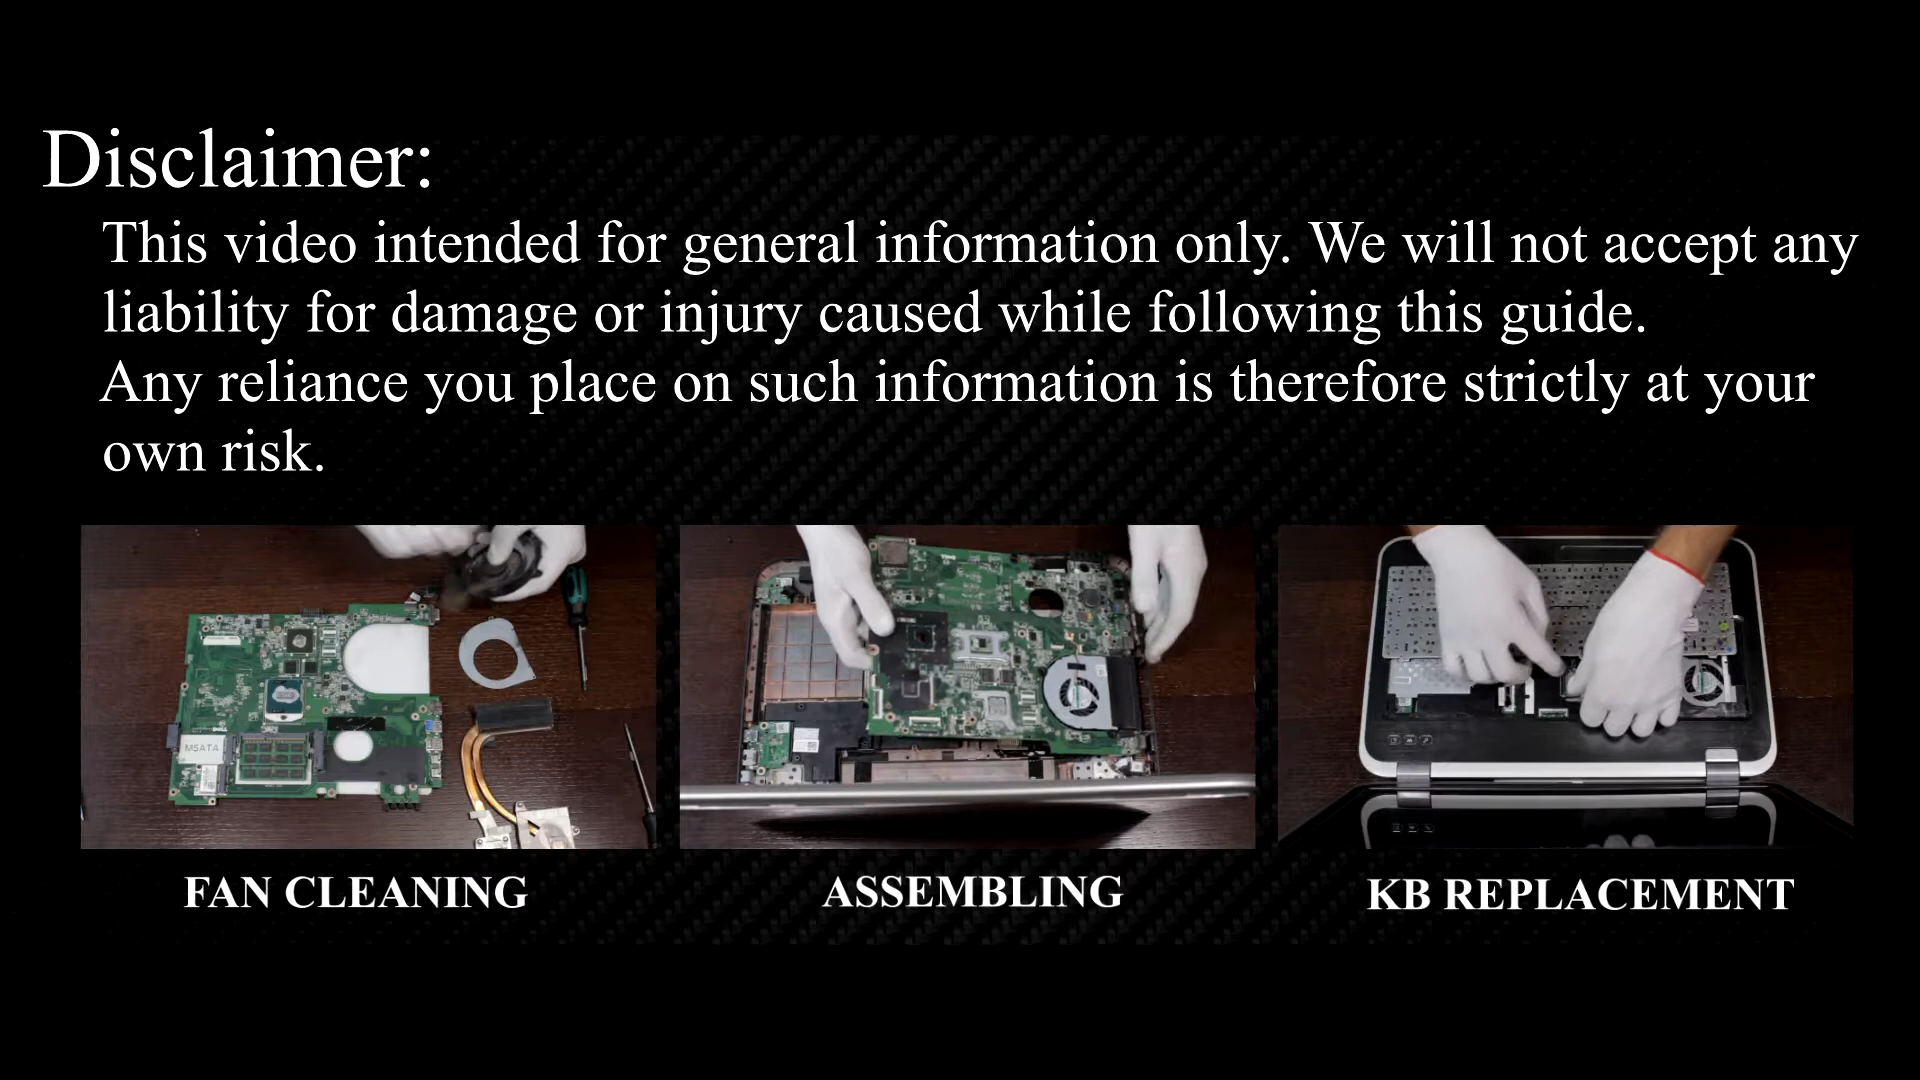 Disclaimer:
This video intended for general information only. We will not accept any
liability for damage or injury caused while following this guide.
Any reliance you place on such information is therefore strictly at your
own risk.
MSATA
FAN CLEANING
ASSEMBLING
KB REPLACEMENT